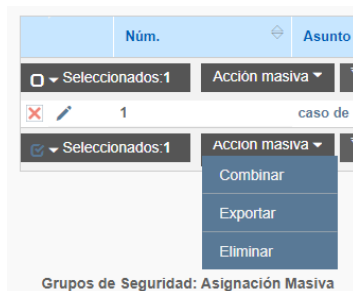 Núm. Asunto
Seleccionados:1 Acción masiva
1 caso de
Seleccionados:1 Acción masiva
Combinar
Exportar
Eliminar
Grupos de Seguridad: Asignación Masiva